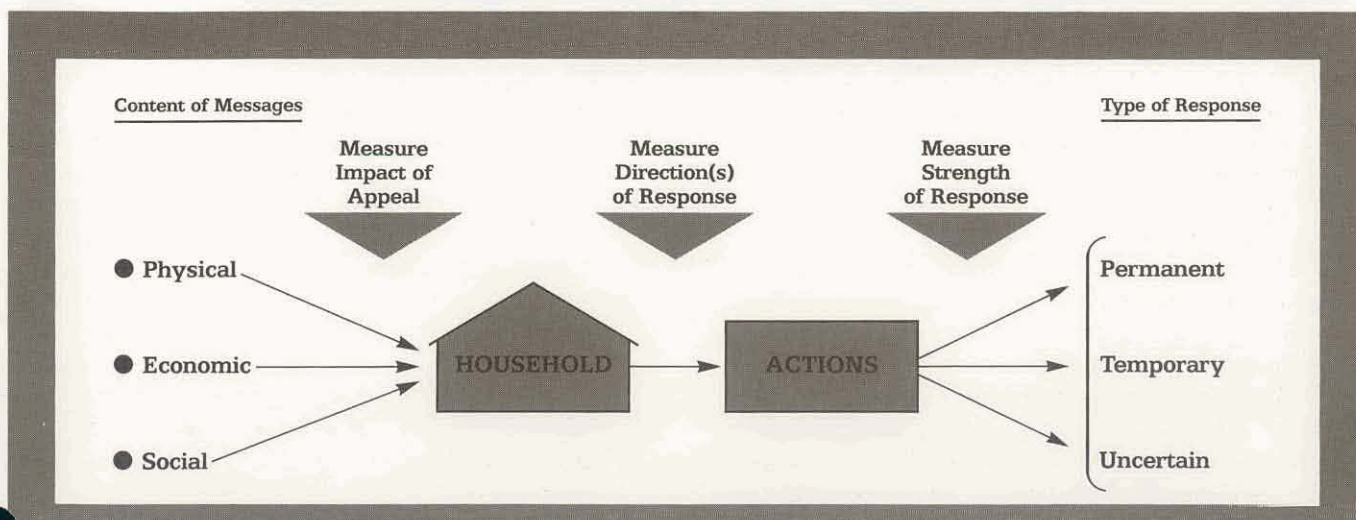 Content of Messages
Type of Response
Measure
Impact of
Appeal
Measure
Direction(s)
of Response
Measure
Strength
of Response
Physical
Economic
Social
HOUSEHOLD
ACTIONS
Permanent
Temporary
Uncertain